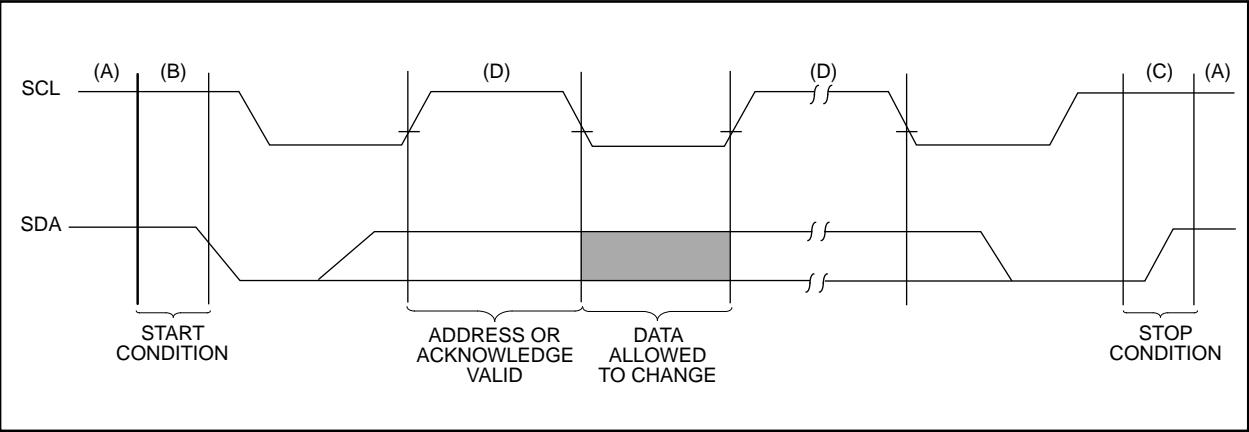 (A) (B) (D) (D) (C) (A)
SCL
SDA
START
CONDITION
ADDRESS OR
ACKNOWLEDGE
VALID
DATA
ALLOWED
TO CHANGE
STOP
CONDITION